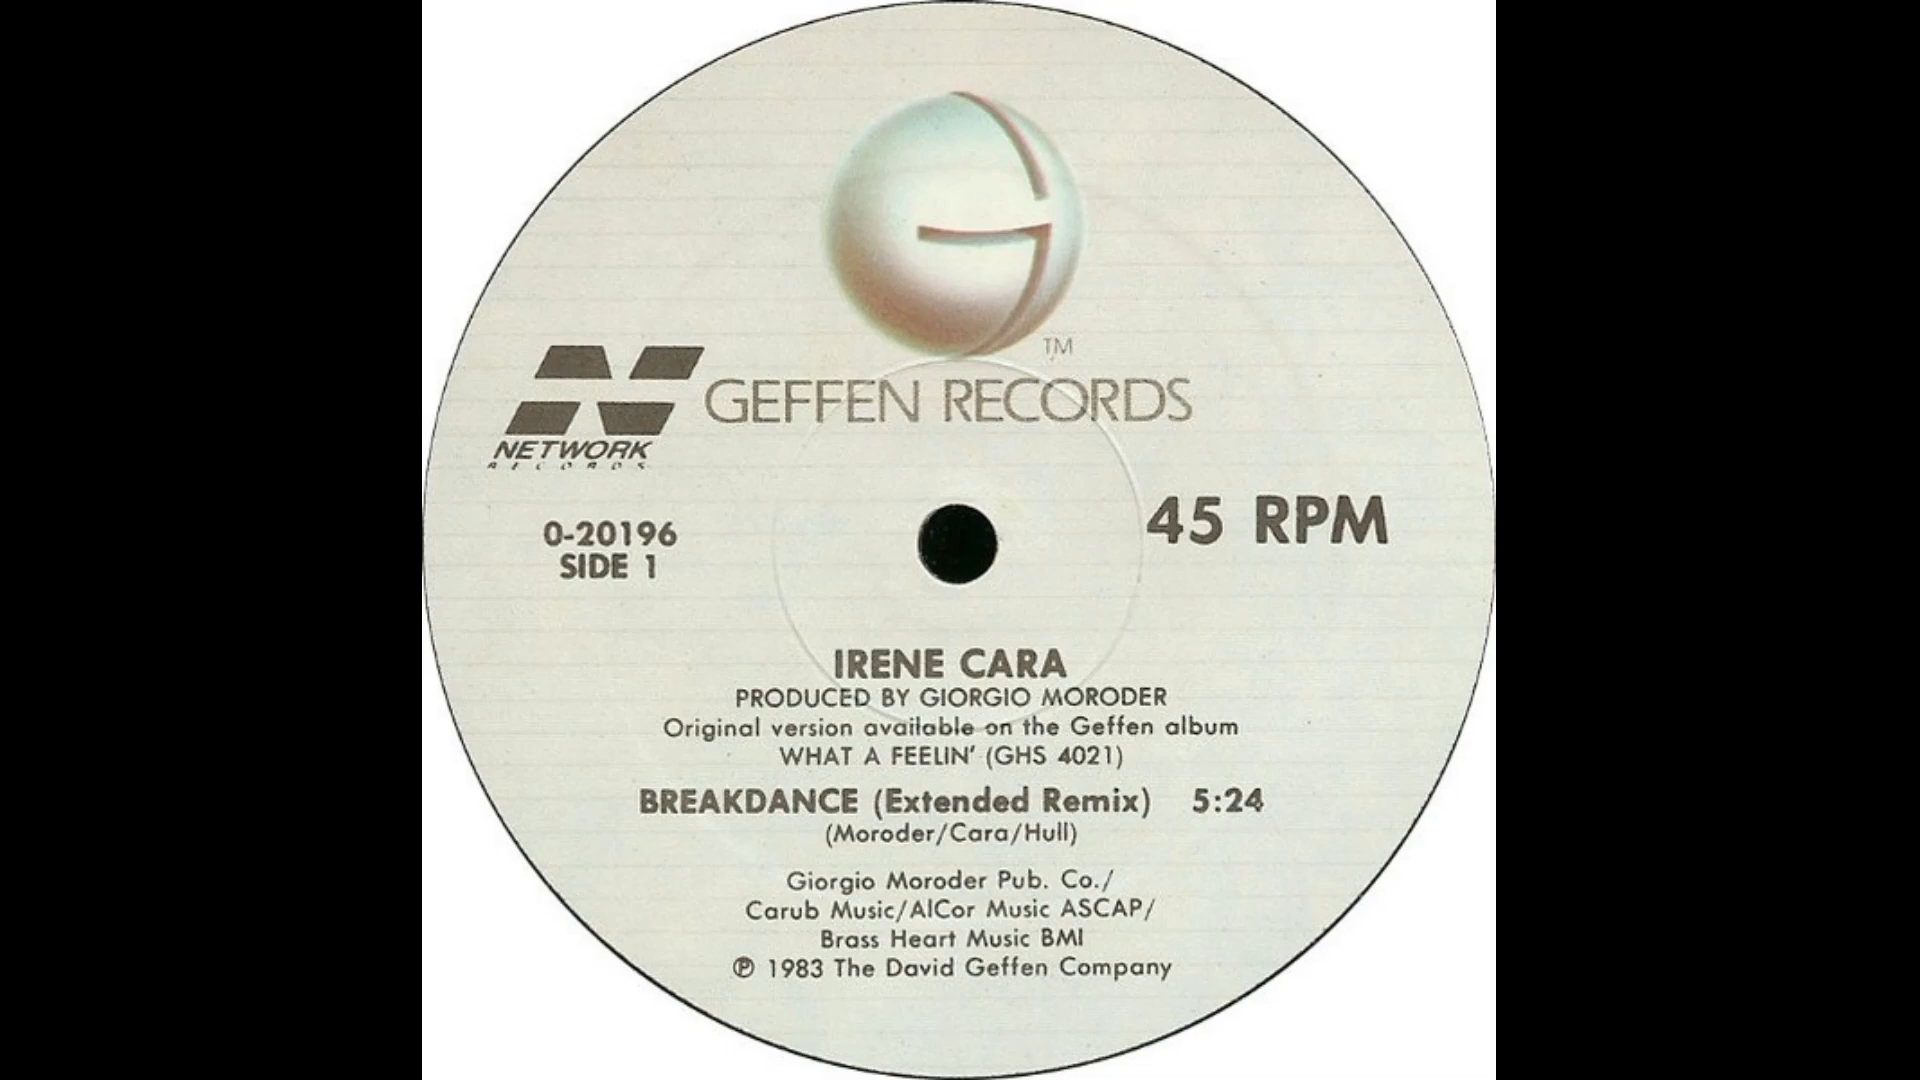 TM
GEFFEN RECORDS
NETWORK
RECORDS
0-20196
SIDE 1
45 RPM
IRENE CARA
PRODUCED BY GIORGIO MORODER
Original version available on the Geffen album
WHAT A FEELIN' (GHS 4021)
BREAKDANCE (Extended Remix) 5:24
(Moroder/Cara/Hull)
Giorgio Moroder Pub. Co./
Carub Music/AlCor Music ASCAP/
Brass Heart Music BMI
℗ 1983 The David Geffen Company